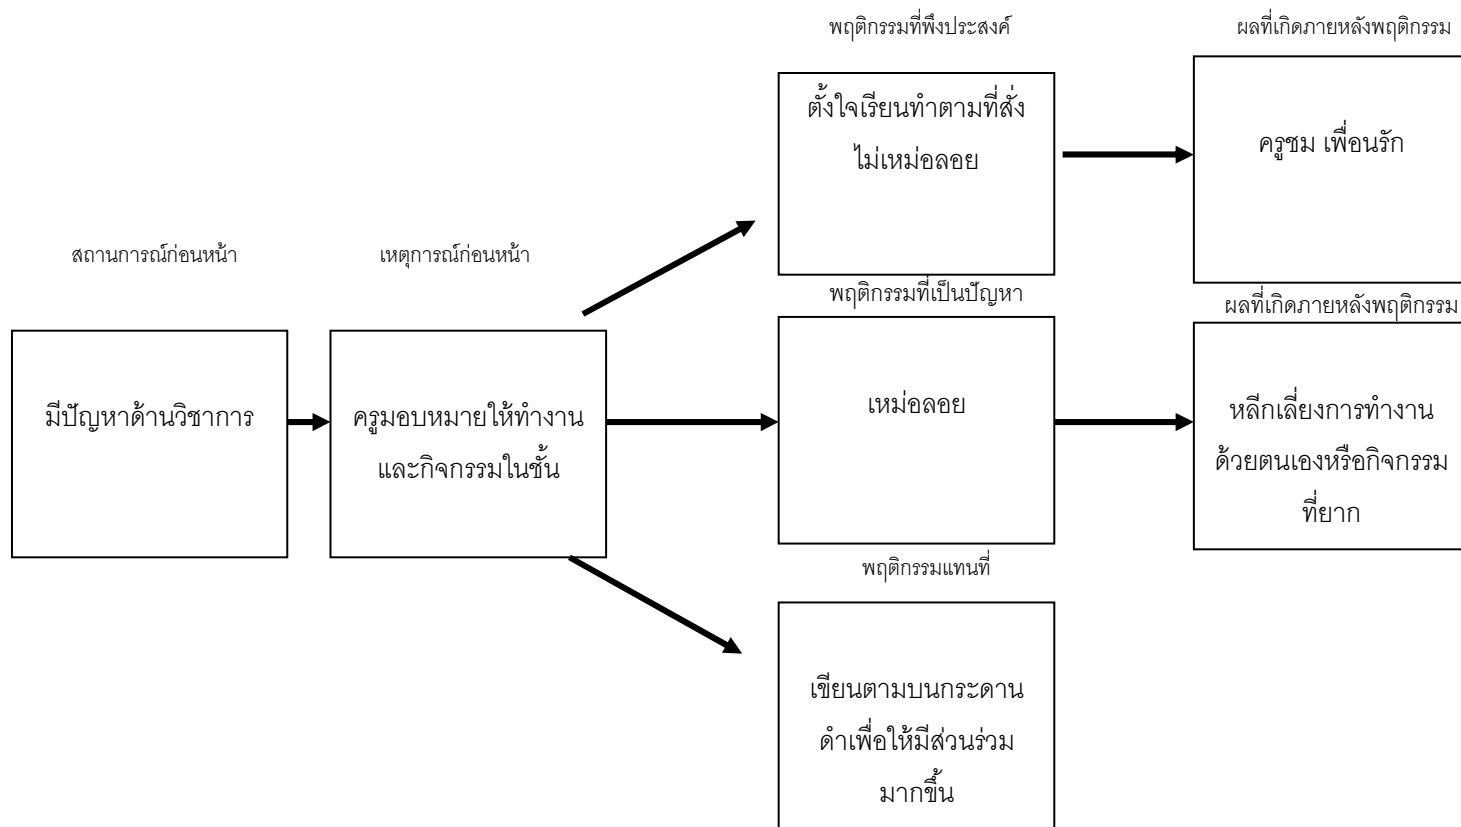 พฤติกรรมที่พึงประสงค์
ผลที่เกิดภายหลังพฤติกรรม
ตั้งใจเรียนทำตามที่สั่ง
ไม่เหม่อลอย
ครูชม เพื่อนรัก
สถานการณ์ก่อนหน้า
เหตุการณ์ก่อนหน้า
พฤติกรรมที่เป็นปัญหา
ผลที่เกิดภายหลังพฤติกรรม
มีปัญหาด้านวิชาการ
ครูมอบหมายให้ทำงาน
และกิจกรรมในชั้น
เหม่อลอย
หลีกเลี่ยงการทำงาน
ด้วยตนเองหรือกิจกรรม
ที่ยาก
พฤติกรรมแทนที่
เขียนตามบนกระดาน
ดำเพื่อให้มีส่วนร่วม
มากขึ้น